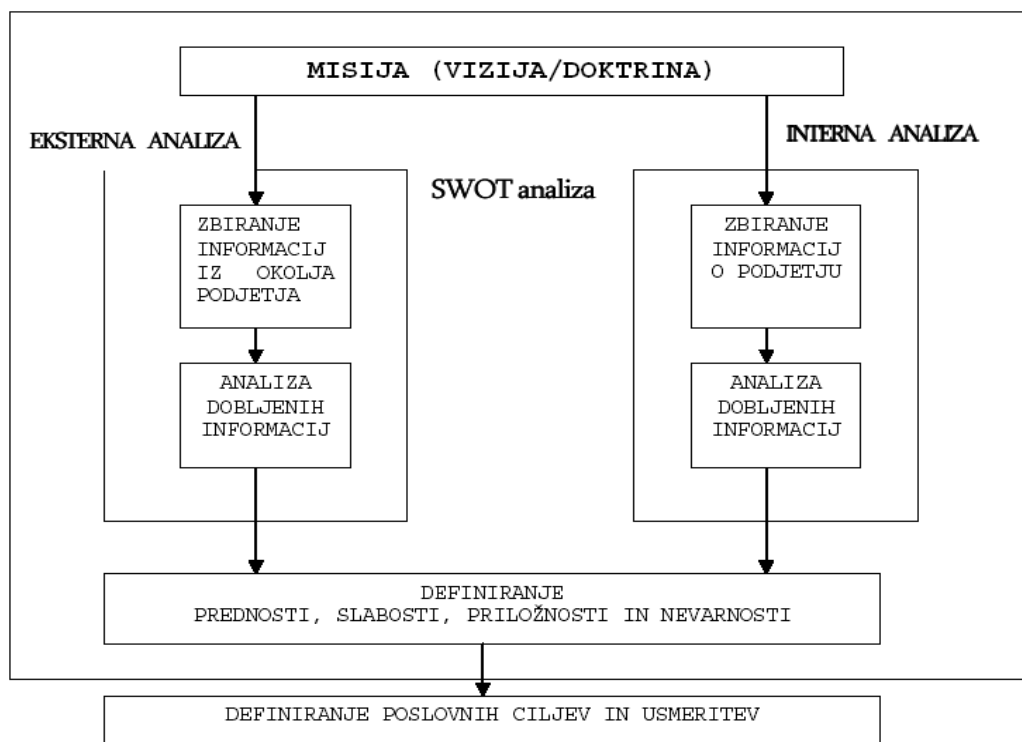 MISIJA (VIZIJA/DOKTRINA)
EKSTERNA ANALIZA
INTERNA ANALIZA
SWOT analiza
ZBIRANJE
INFORMACIJ
IZ OKOLJA
PODJETJA
ZBIRANJE
INFORMACIJ
O PODJETJU
ANALIZA
DOBLJENIH
INFORMACIJ
ANALIZA
DOBLJENIH
INFORMACIJ
DEFINIRANJE
PREDNOSTI, SLABOSTI, PRILOŽNOSTI IN NEVARNOSTI
DEFINIRANJE POSLOVNIH CILJEV IN USMERITEV